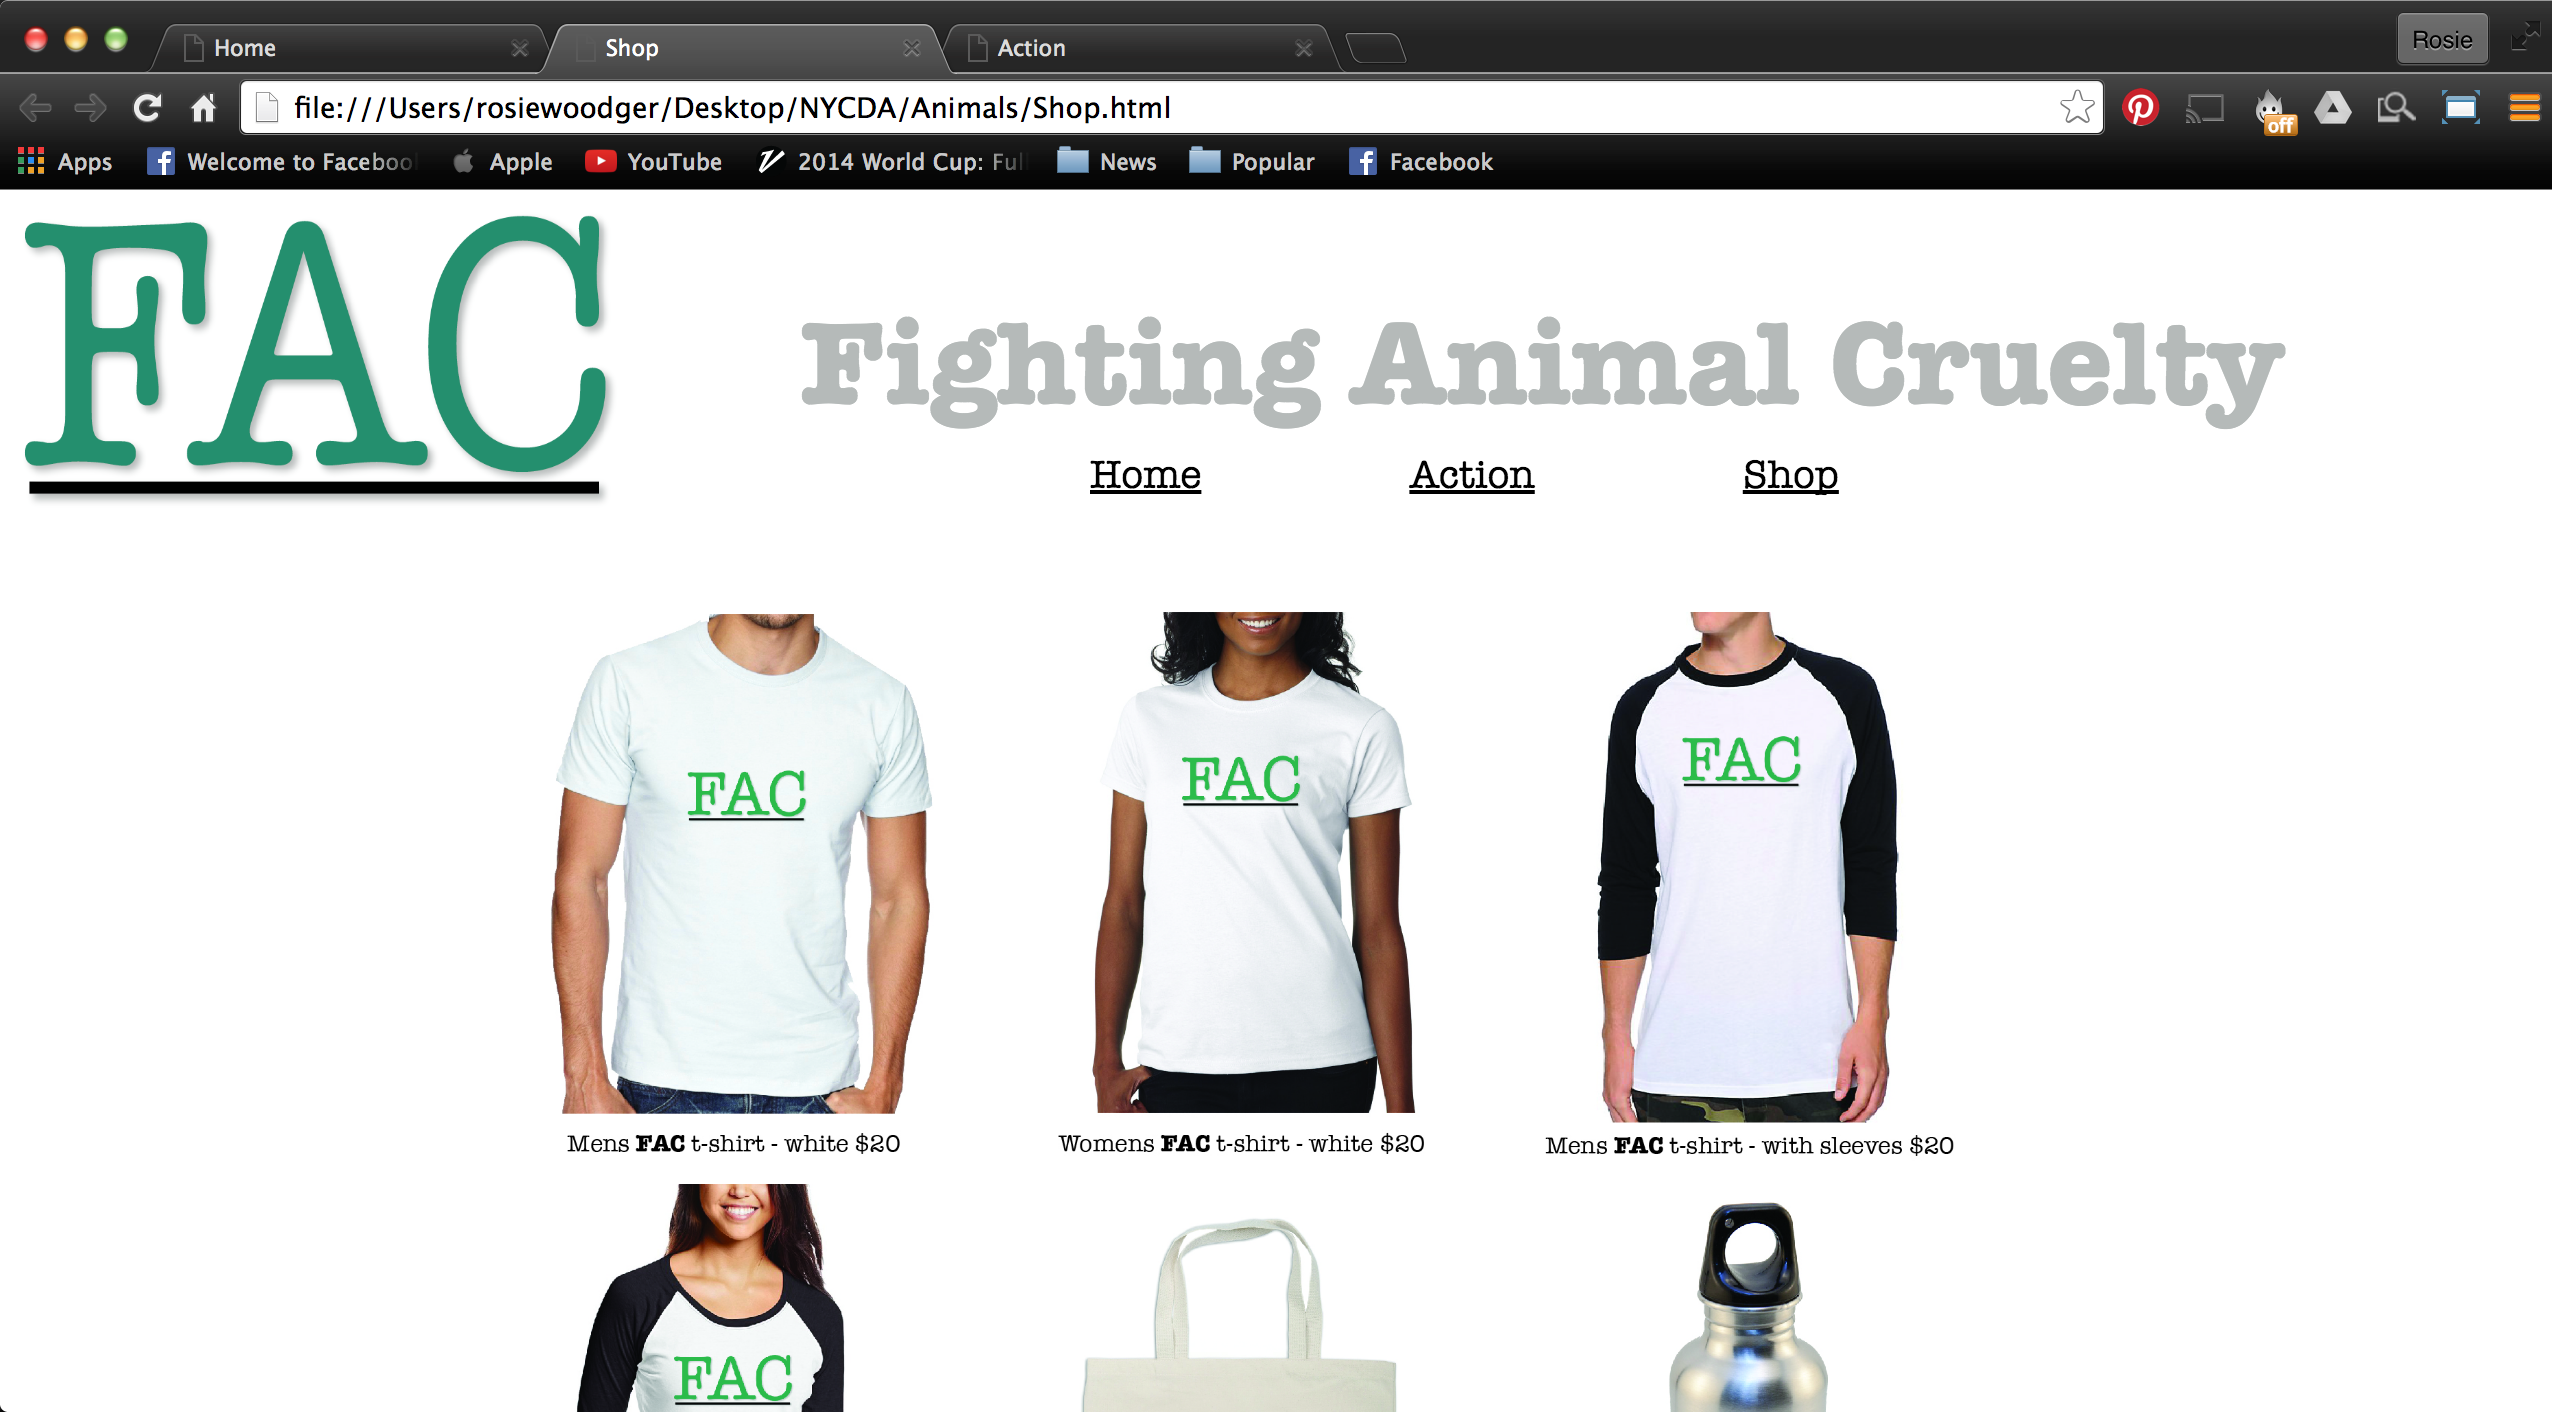 Home
Shop
Action
Rosie
file:///Users/rosiewoodger/Desktop/NYCDA/Animals/Shop.html
off
Apps
Welcome to Facebool
Apple
YouTube
2014 World Cup: Ful
News
Popular
Facebook
FAC
Fighting Animal Cruelty
Home
Action
Shop
FAC
FAC
FAC
Mens FAC t-shirt - white $20
Womens FAC t-shirt - white $20
Mens FAC t-shirt - with sleeves $20
FAC